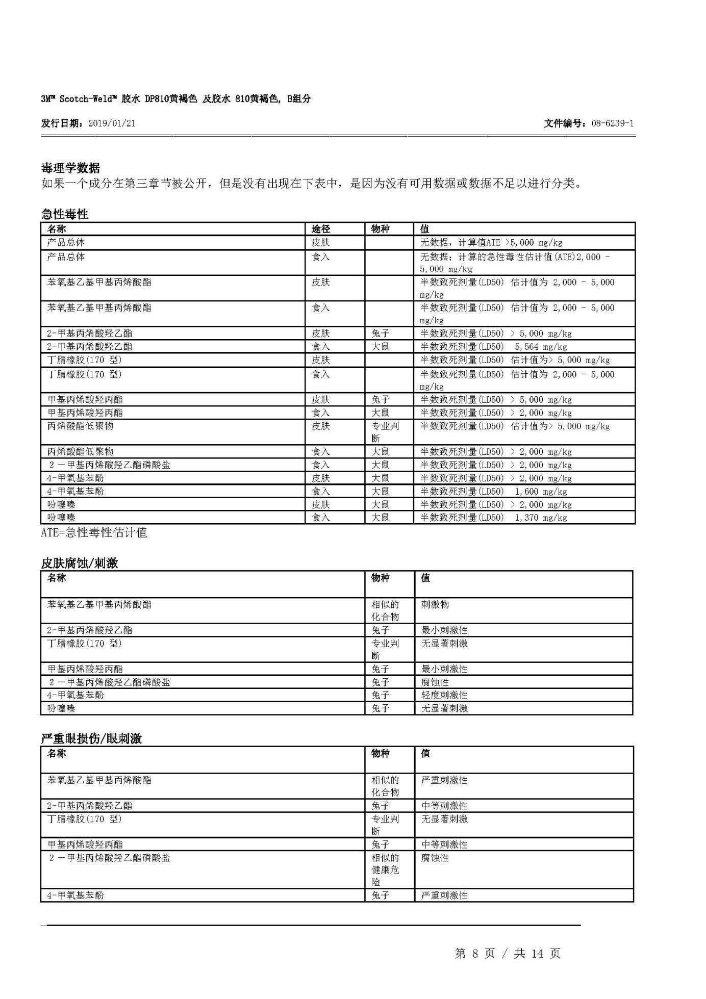 3M™ Scotch-Weld™ 胶水 DP810黄褐色 及胶水 810黄褐色, B组分
发行日期：2019/01/21 文件编号：08-6239-1
毒理学数据
如果一个成分在第三章节被公开，但是没有出现在下表中，是因为没有可用数据或数据不足以进行分类。
急性毒性
名称 途径 物种 值
产品总体 皮肤 无数据，计算值ATE >5,000 mg/kg
产品总体 食入 无数据；计算的急性毒性估计值(ATE)2,000 -
5,000 mg/kg
苯氧基乙基甲基丙烯酸酯 皮肤 半数致死剂量(LD50) 估计值为 2,000 - 5,000
mg/kg
苯氧基乙基甲基丙烯酸酯 食入 半数致死剂量(LD50) 估计值为 2,000 - 5,000
mg/kg
2-甲基丙烯酸羟乙酯 皮肤 兔子 半数致死剂量(LD50) > 5,000 mg/kg
2-甲基丙烯酸羟乙酯 食入 大鼠 半数致死剂量(LD50) 5,564 mg/kg
丁腈橡胶(170 型) 皮肤 半数致死剂量(LD50) 估计值为> 5,000 mg/kg
丁腈橡胶(170 型) 食入 半数致死剂量(LD50) 估计值为 2,000 - 5,000
mg/kg
甲基丙烯酸羟丙酯 皮肤 兔子 半数致死剂量(LD50) > 5,000 mg/kg
甲基丙烯酸羟丙酯 食入 大鼠 半数致死剂量(LD50) > 2,000 mg/kg
丙烯酸酯低聚物 皮肤 专业判 半数致死剂量(LD50) 估计值为> 5,000 mg/kg
断
丙烯酸酯低聚物 食入 大鼠 半数致死剂量(LD50) > 2,000 mg/kg
２－甲基丙烯酸羟乙酯磷酸盐 食入 大鼠 半数致死剂量(LD50) > 2,000 mg/kg
4-甲氧基苯酚 皮肤 大鼠 半数致死剂量(LD50) > 2,000 mg/kg
4-甲氧基苯酚 食入 大鼠 半数致死剂量(LD50) 1,600 mg/kg
吩噻嗪 皮肤 大鼠 半数致死剂量(LD50) > 2,000 mg/kg
吩噻嗪 食入 大鼠 半数致死剂量(LD50) 1,370 mg/kg
ATE=急性毒性估计值
皮肤腐蚀/刺激
名称 物种 值
苯氧基乙基甲基丙烯酸酯 相似的 刺激物
化合物
2-甲基丙烯酸羟乙酯 兔子 最小刺激性
丁腈橡胶(170 型) 专业判 无显著刺激
断
甲基丙烯酸羟丙酯 兔子 最小刺激性
２－甲基丙烯酸羟乙酯磷酸盐 兔子 腐蚀性
4-甲氧基苯酚 兔子 轻度刺激性
吩噻嗪 兔子 无显著刺激
严重眼损伤/眼刺激
名称 物种 值
苯氧基乙基甲基丙烯酸酯 相似的 严重刺激性
化合物
2-甲基丙烯酸羟乙酯 兔子 中等刺激性
丁腈橡胶(170 型) 专业判 无显著刺激
断
甲基丙烯酸羟丙酯 兔子 中等刺激性
２－甲基丙烯酸羟乙酯磷酸盐 相似的 腐蚀性
健康危
险
4-甲氧基苯酚 兔子 严重刺激性
第 8 页 / 共 14 页